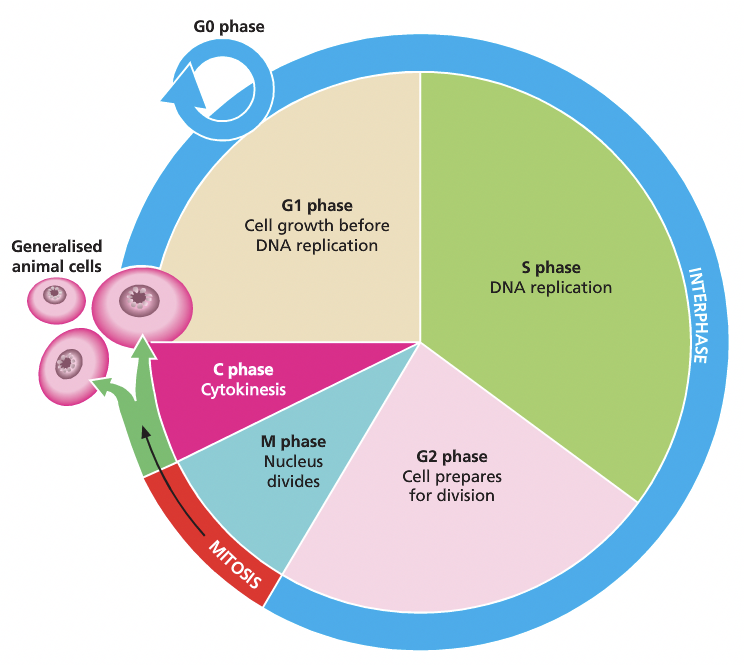 G0 phase
G1 phase
Cell growth before
DNA replication
S phase
DNA replication
INTERPHASE
Generalised
animal cells
C phase
Cytokinesis
M phase
Nucleus
divides
G2 phase
Cell prepares
for division
MITOSIS